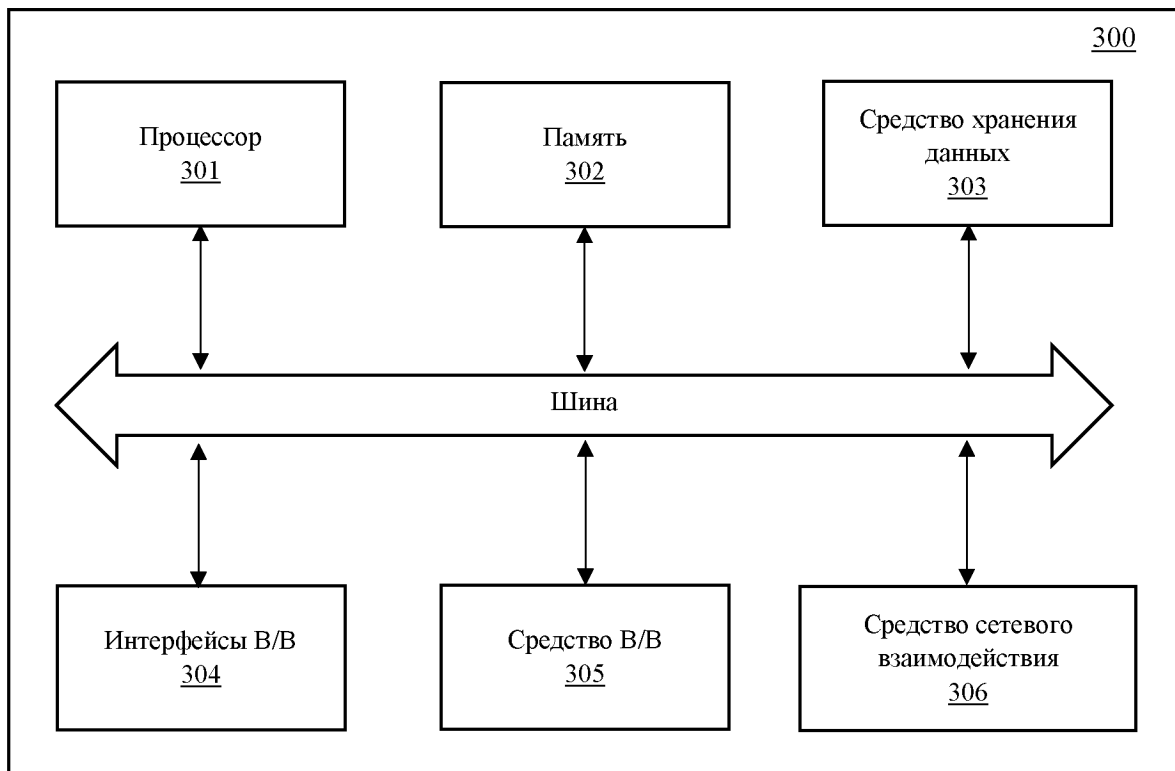 300
Процессор
301
Память
302
Средство хранения
данных
303
Шина
Интерфейсы В/В
304
Средство В/В
305
Средство сетевого
взаимодействия
306